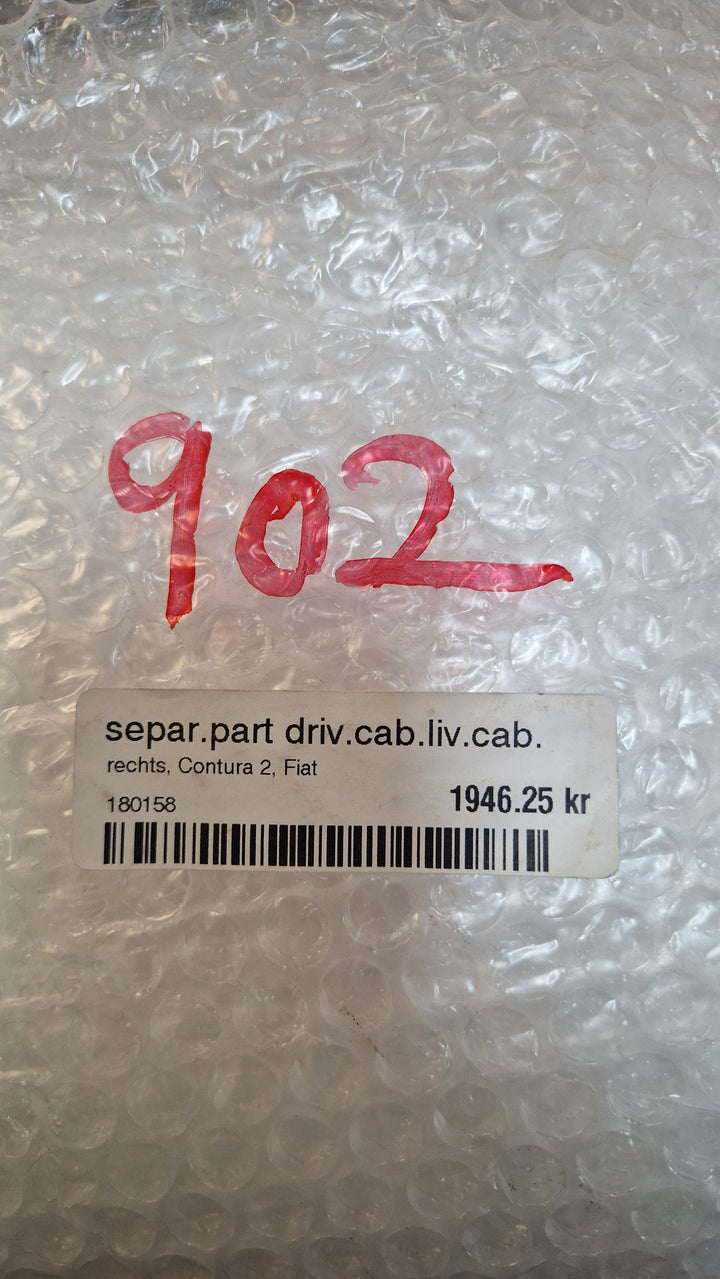 902
separ.part driv.cab.liv.cab.
rechts, Contura 2, Fiat
180158 1946.25 kr